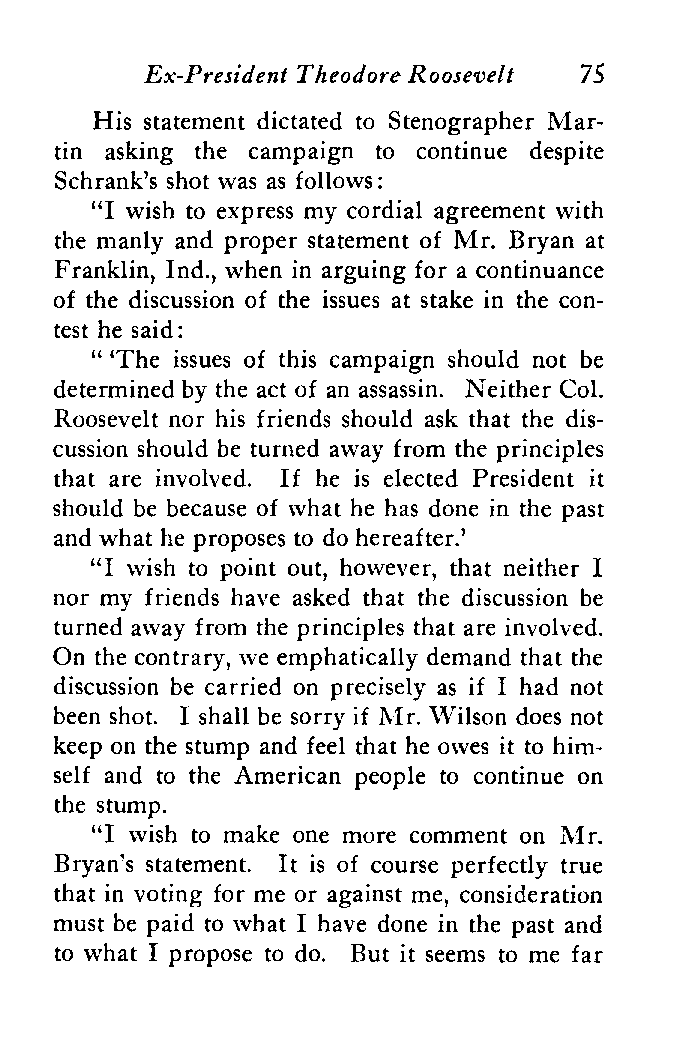 Ex-President Theodore Roosevelt 75
His statement dictated to Stenographer Mar-
tin asking the campaign to continue despite
Schrank's shot was as follows:
“I wish to express my cordial agreement with
the manly and proper statement of Mr. Bryan at
Franklin, Ind., when in arguing for a continuance
of the discussion of the issues at stake in the con-
test he said:
“ ‘The issues of this campaign should not be
determined by the act of an assassin. Neither Col.
Roosevelt nor his friends should ask that the dis-
cussion should be turned away from the principles
that are involved. If he is elected President it
should be because of what he has done in the past
and what he proposes to do hereafter.’
“I wish to point out, however, that neither I
nor my friends have asked that the discussion be
turned away from the principles that are involved.
On the contrary, we emphatically demand that the
discussion be carried on precisely as if I had not
been shot. I shall be sorry if Mr. Wilson does not
keep on the stump and feel that he owes it to him-
self and to the American people to continue on
the stump.
“I wish to make one more comment on Mr.
Bryan's statement. It is of course perfectly true
that in voting for me or against me, consideration
must be paid to what I have done in the past and
to what I propose to do. But it seems to me far